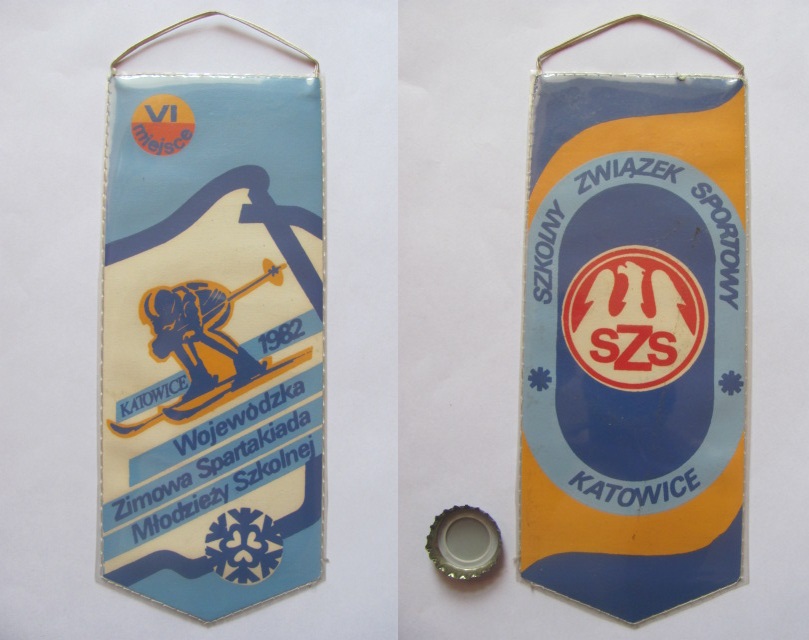 VI
miejsce
KATOWICE 1982
Wojewódzka
Zimowa Spartakiada
Młodzieży Szkolnej
SZKOLNY ZWIĄZEK SPORTOWY
SZS
KATOWICE